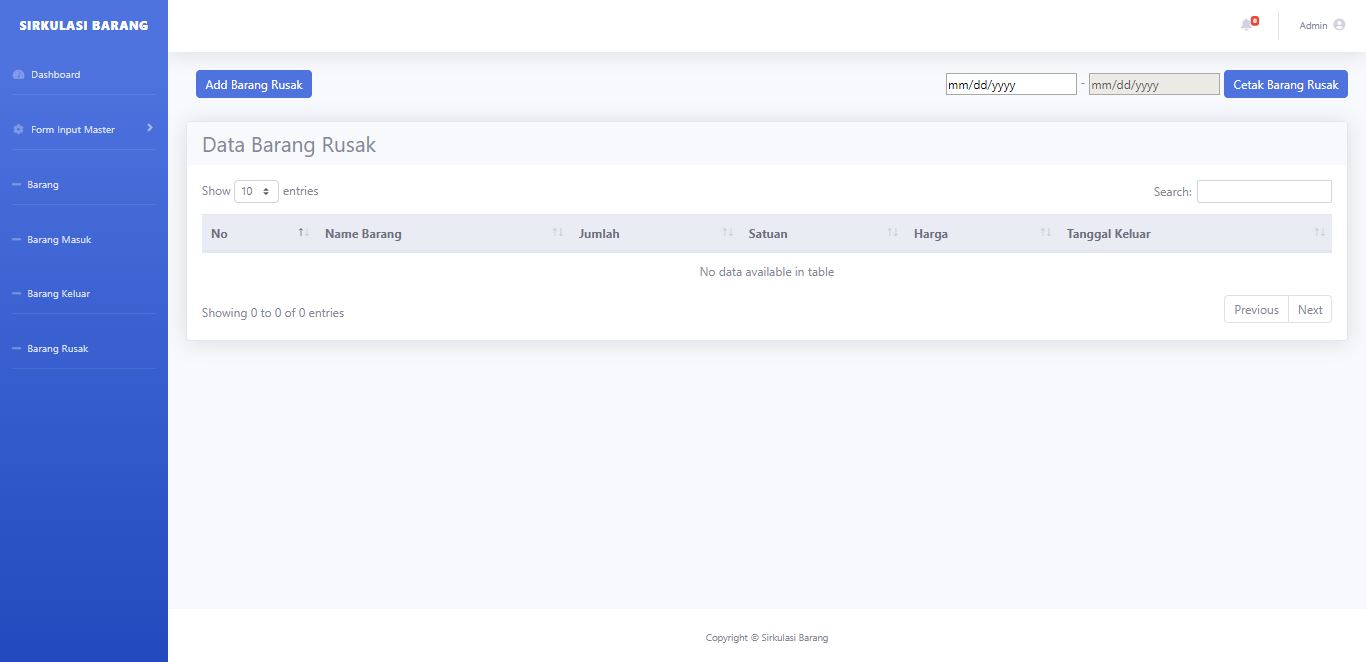 SIRKULASI BARANG
Admin
Dashboard
Form Input Master
Barang
Barang Masuk
Barang Keluar
Barang Rusak
Add Barang Rusak
mm/dd/yyyy - mm/dd/yyyy Cetak Barang Rusak
Data Barang Rusak
Show 10 entries
Search:
No Name Barang Jumlah Satuan Harga Tanggal Keluar
No data available in table
Showing 0 to 0 of 0 entries
Previous Next
Copyright © Sirkulasi Barang